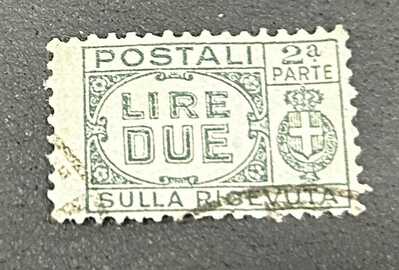 POSTALI
2a
PARTE
LIRE
DUE
SULLA RICEVUTA